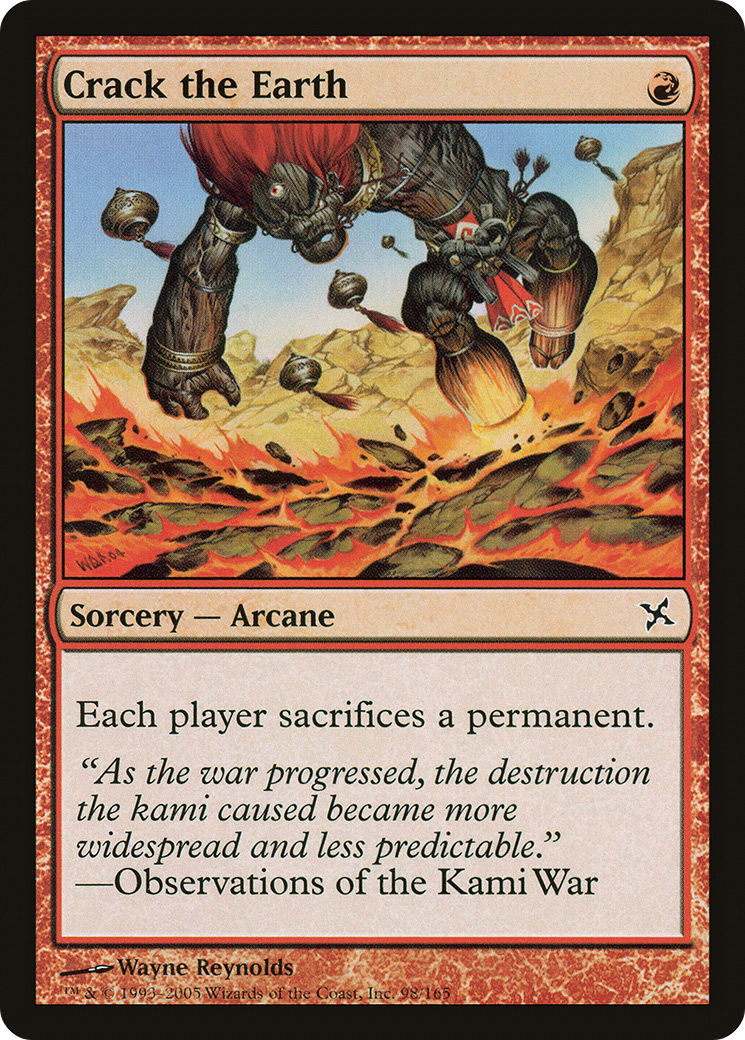 Crack the Earth
WAR.04
Sorcery — Arcane
Each player sacrifices a permanent.
“As the war progressed, the destruction
the kami caused became more
widespread and less predictable.”
—Observations of the Kami War
Wayne Reynolds
™ & © 1993–2005 Wizards of the Coast, Inc. 98/165